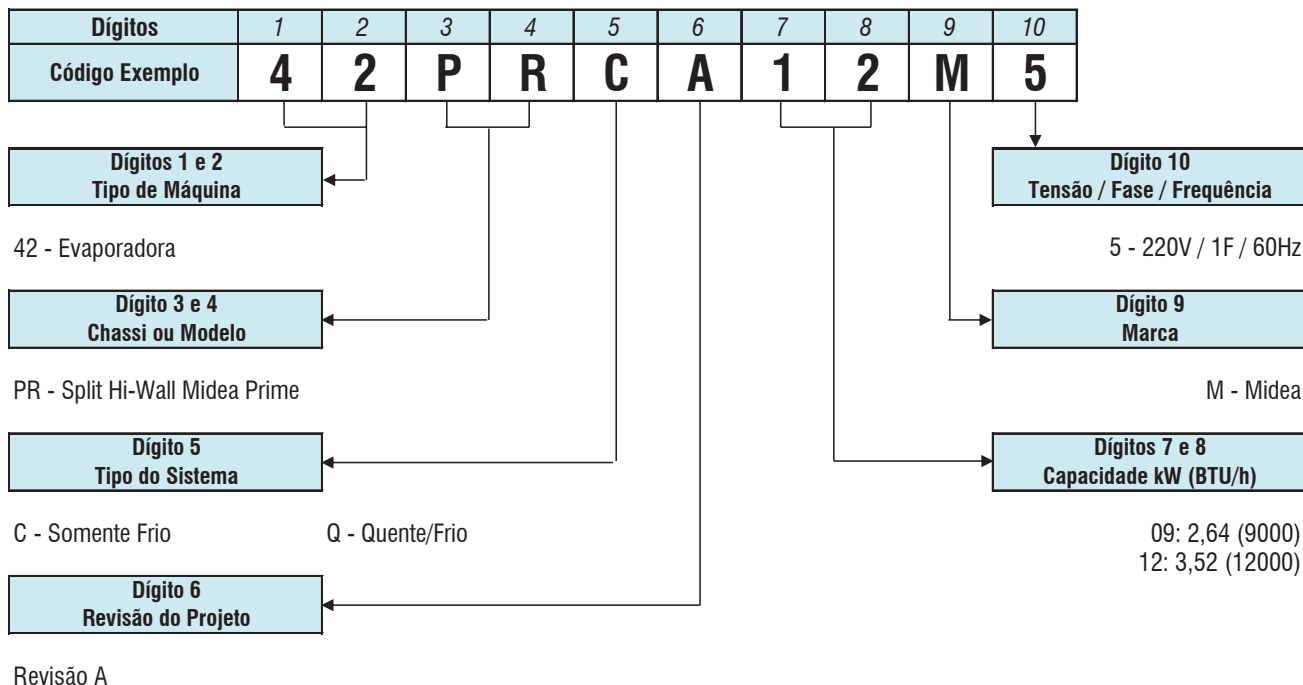 Dígitos 1 2 3 4 5 6 7 8 9 10
Código Exemplo 4 2 P R C A 1 2 M 5
Dígitos 1 e 2
Tipo de Máquina
42 - Evaporadora
Dígito 3 e 4
Chassi ou Modelo
PR - Split Hi-Wall Midea Prime
Dígito 5
Tipo do Sistema
C - Somente Frio Q - Quente/Frio
Dígito 6
Revisão do Projeto
Revisão A
Dígito 10
Tensão / Fase / Frequência
5 - 220V / 1F / 60Hz
Dígito 9
Marca
M - Midea
Dígitos 7 e 8
Capacidade kW (BTU/h)
09: 2,64 (9000)
12: 3,52 (12000)